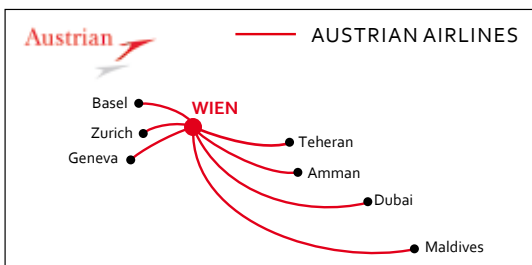 Austrian
AUSTRIAN AIRLINES
Basel
WIEN
Zurich
Teheran
Geneva
Amman
Dubai
Maldives